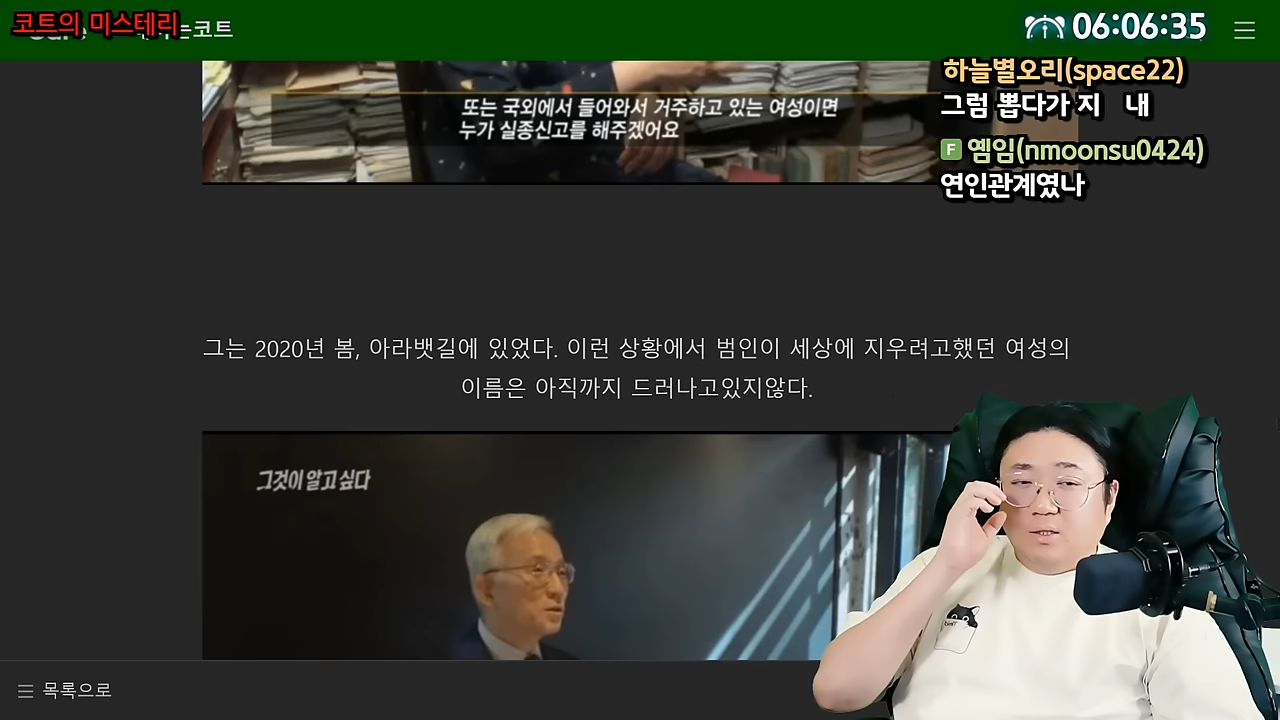 코트의 미스테리
는코트
06:06:35
하늘별오리(space22)
그럼 뽑다가 지 내
F 옘임(nmoonsu0424)
연인관계였나
또는 국외에서 들어와서 거주하고 있는 여성이면
누가 실종신고를 해주겠어요
그는 2020년 봄, 아라뱃길에 있었다. 이런 상황에서 범인이 세상에 지우려고했던 여성의
이름은 아직까지 드러나고있지않다.
그것이 알고싶다
목록으로